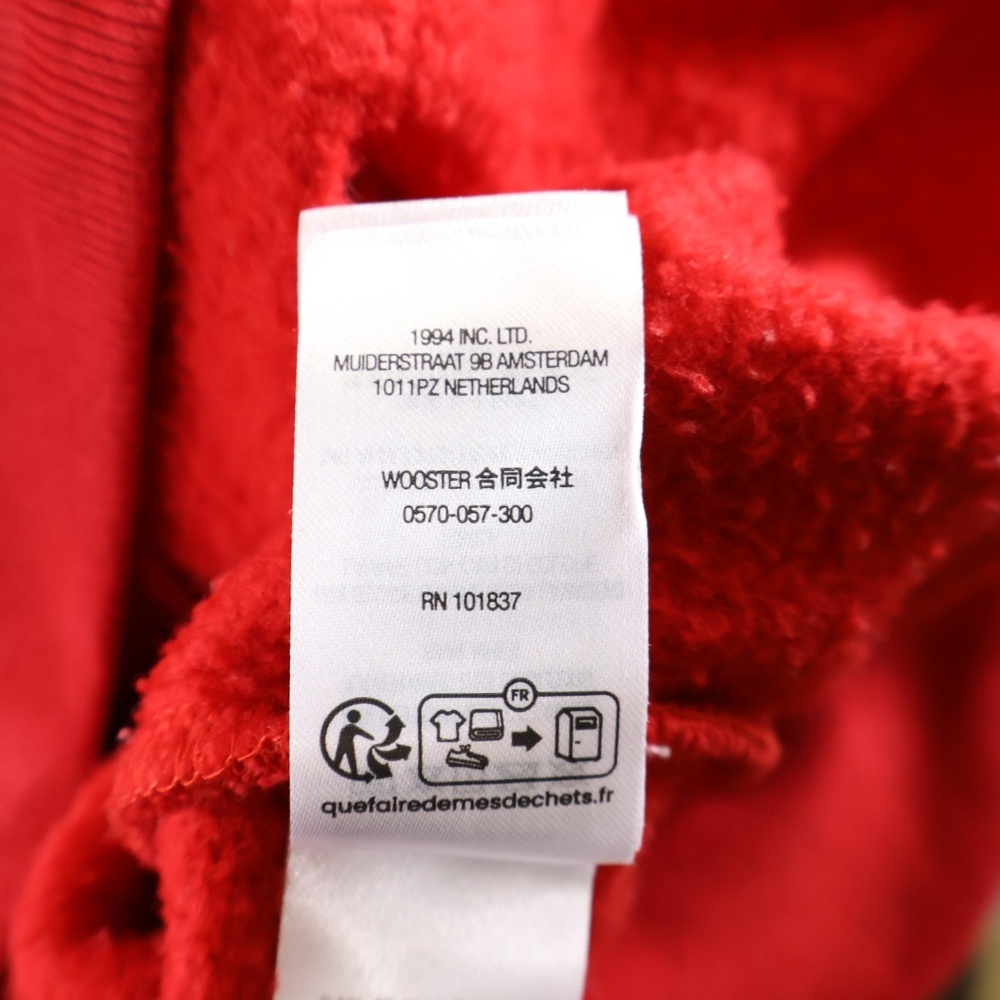 1994 INC. LTD.
MUIDERSTRAAT 9B AMSTERDAM
1011PZ NETHERLANDS
WOOSTER 合同会社
0570-057-300
RN 101837
FR
quefairedemesdechets.fr